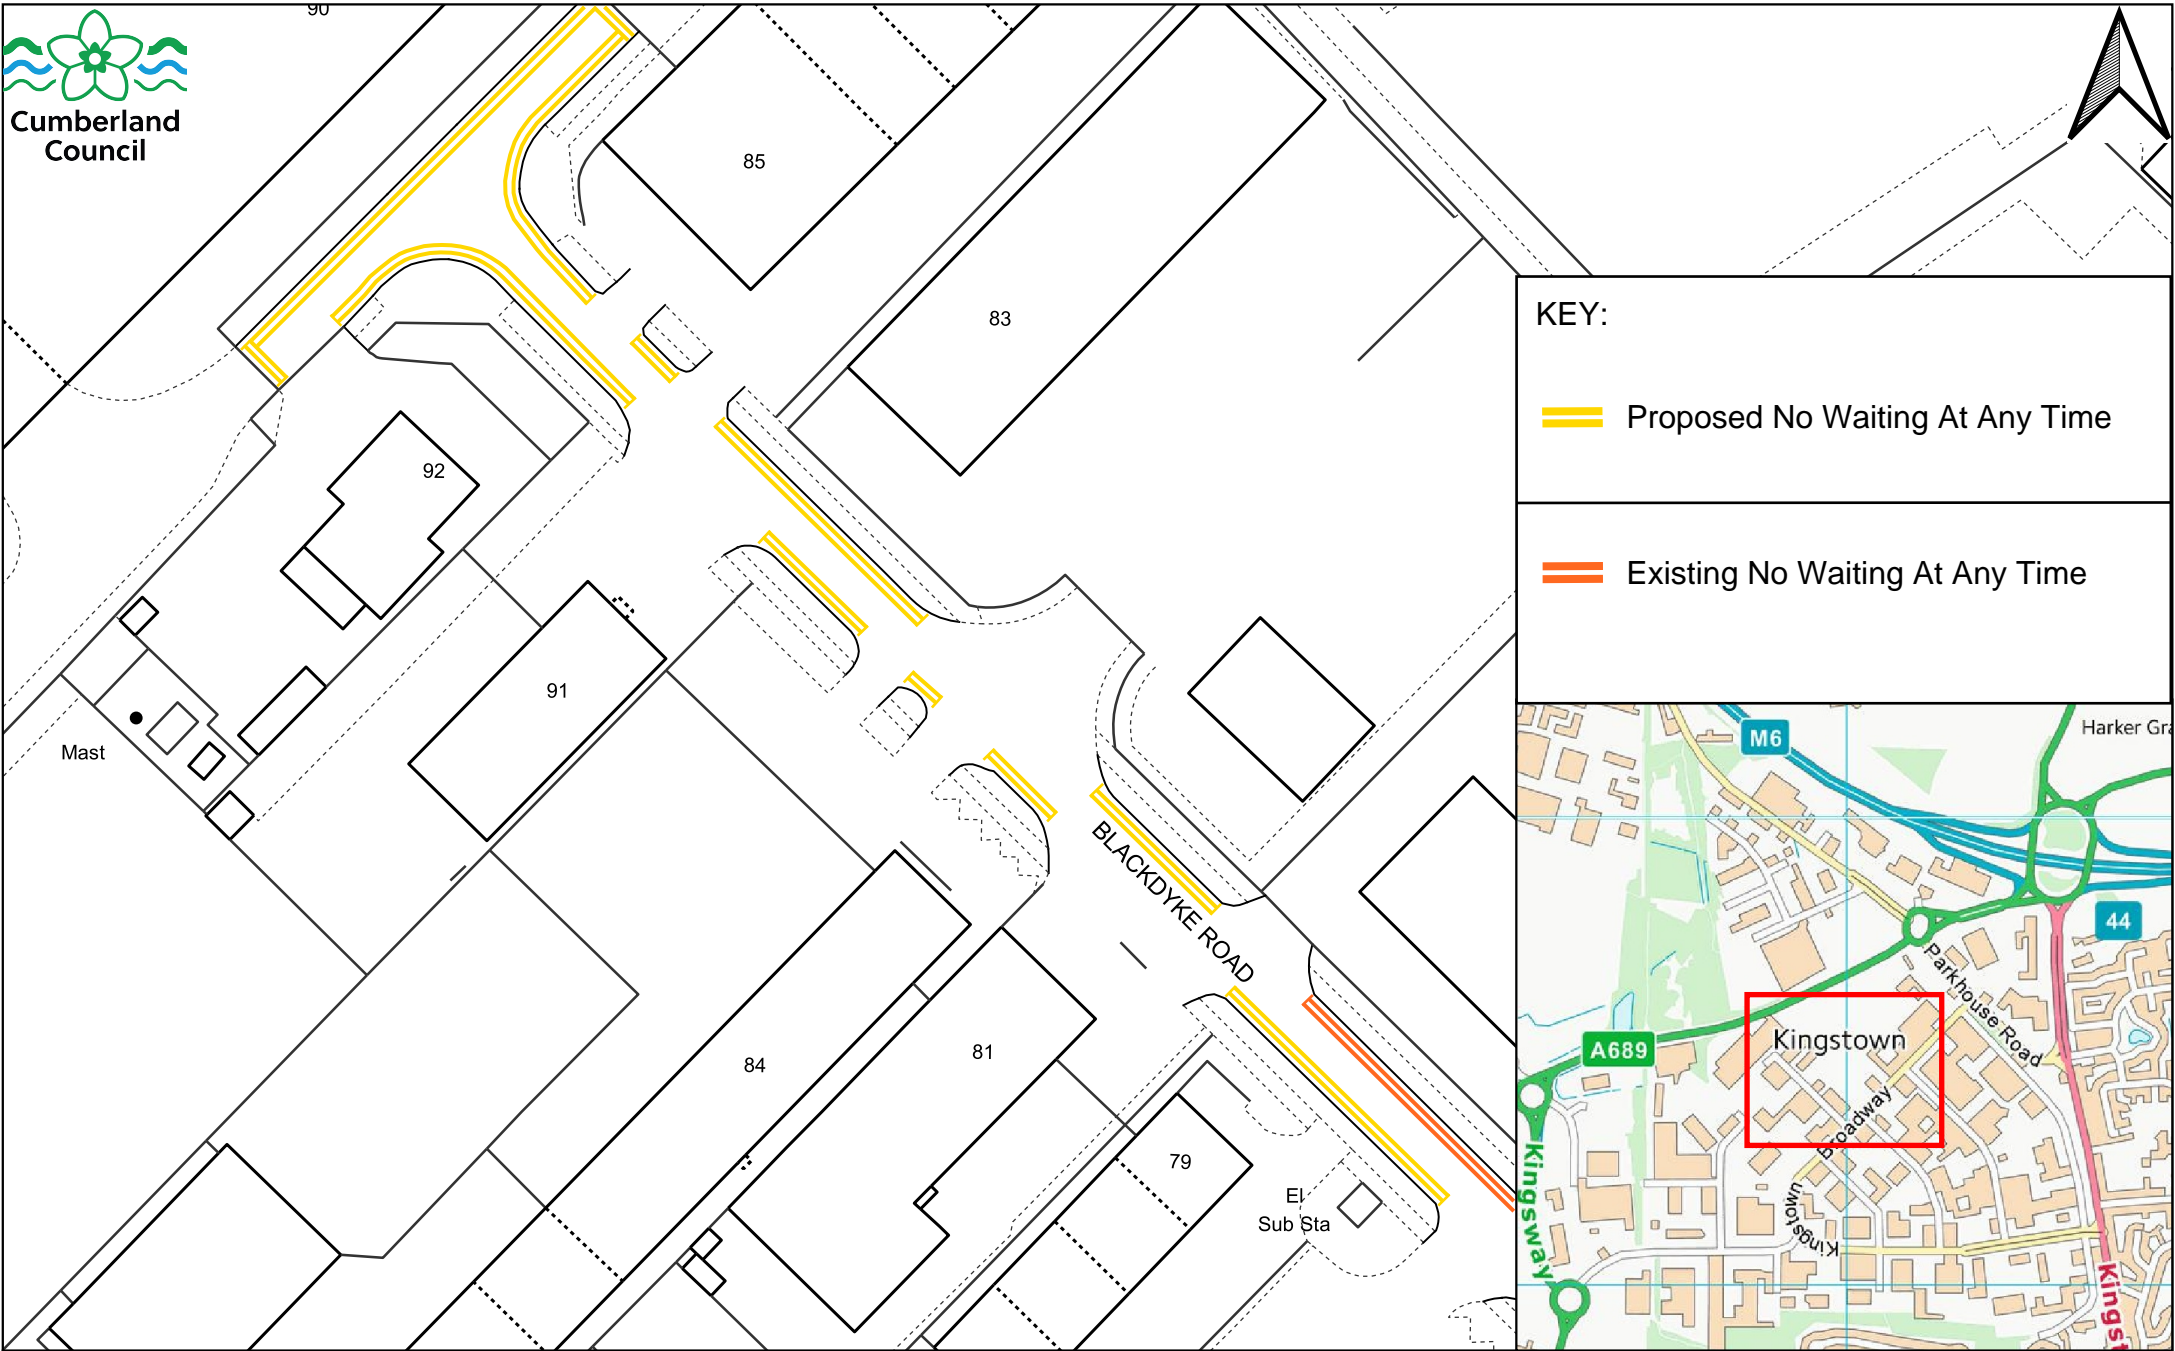 90
Cumberland
Council
85
83
92
91
Mast
84
81
79
El
Sub Sta
BLACKDYKE ROAD
KEY:
Proposed No Waiting At Any Time
Existing No Waiting At Any Time
M6
Harker Gra
44
Parkhouse Road
Kingstown
A689
Broadway
Kingstown
Kingsway
Kingst